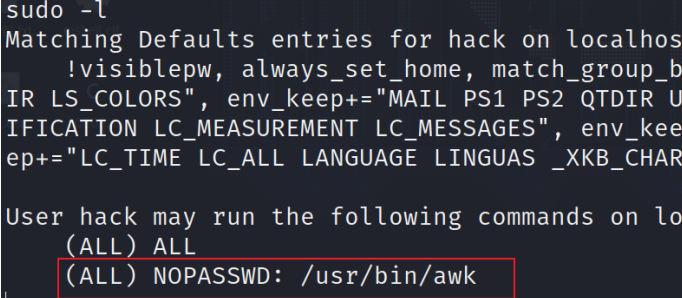 sudo -l
Matching Defaults entries for hack on localhos
!visiblepw, always_set_home, match_group_b
IR LS_COLORS", env_keep+="MAIL PS1 PS2 QTDIR U
IFICATION LC_MEASUREMENT LC_MESSAGES", env_kee
ep+="LC_TIME LC_ALL LANGUAGE LINGUAS _XKB_CHAR
User hack may run the following commands on lo
(ALL) ALL
(ALL) NOPASSWD: /usr/bin/awk